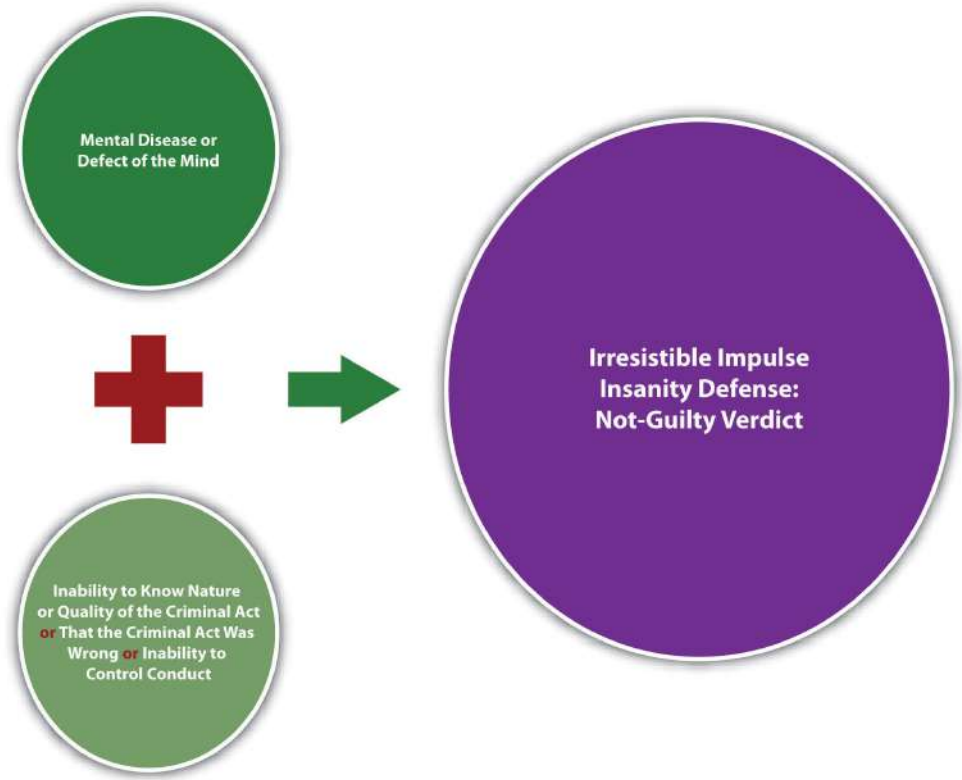 Mental Disease or
Defect of the Mind
Inability to Know Nature
or Quality of the Criminal Act
or That the Criminal Act Was
Wrong or Inability to
Control Conduct
Irresistible Impulse
Insanity Defense:
Not-Guilty Verdict